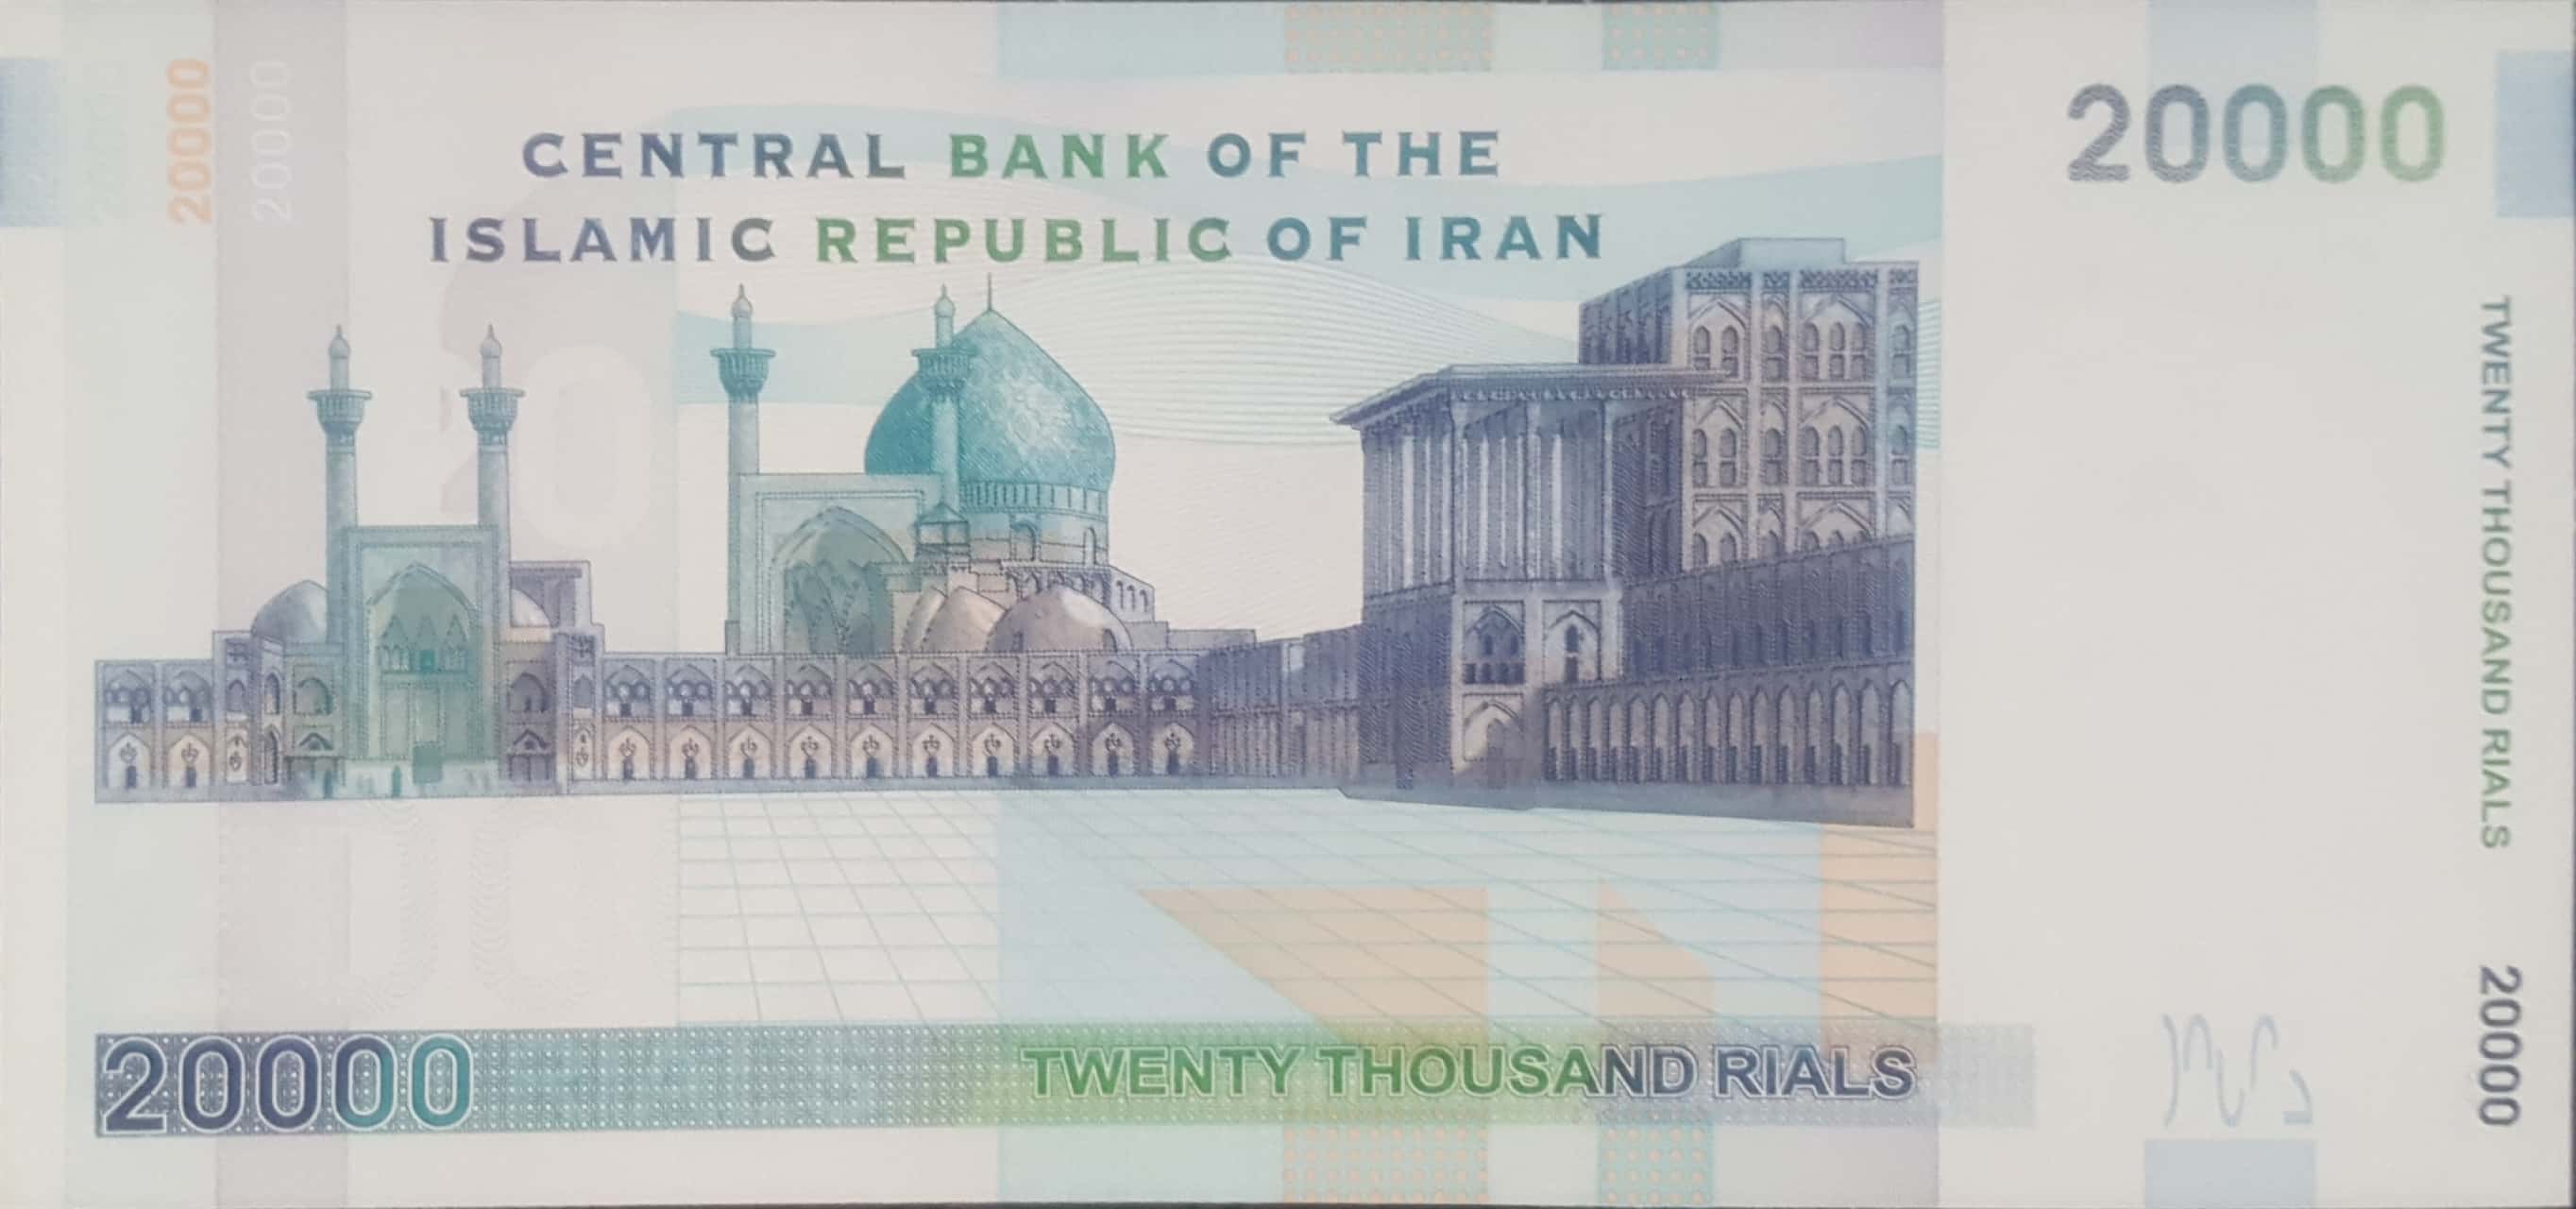 20000
20000
CENTRAL BANK OF THE
ISLAMIC REPUBLIC OF IRAN
20000
TWENTY THOUSAND RIALS
20000
20000
TWENTY THOUSAND RIALS